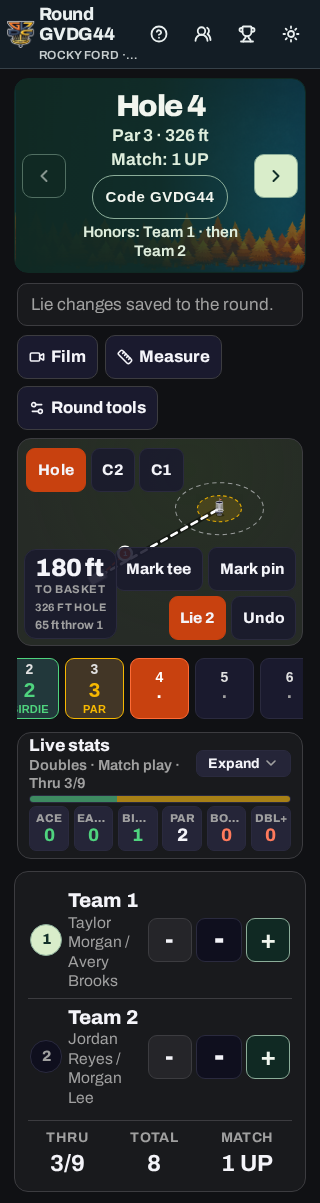 Round
GVDG44
ROCKY FORD ·...
Hole 4
Par 3 · 326 ft
Match: 1 UP
Code GVDG44
Honors: Team 1 · then
Team 2
Lie changes saved to the round.
Film
Measure
Round tools
Hole
C2
C1
180 ft
TO BASKET
326 FT HOLE
65 ft throw 1
Mark tee
Mark pin
Lie 2
Undo
2
2
BIRDIE
3
3
PAR
4
·
5
·
6
·
Live stats
Doubles · Match play ·
Thru 3/9
Expand
ACE
0
EA...
0
BI...
1
PAR
2
BO...
0
DBL+
0
1
Team 1
Taylor
Morgan /
Avery
Brooks
-
-
+
2
Team 2
Jordan
Reyes /
Morgan
Lee
-
-
+
THRU
TOTAL
MATCH
3/9
8
1 UP